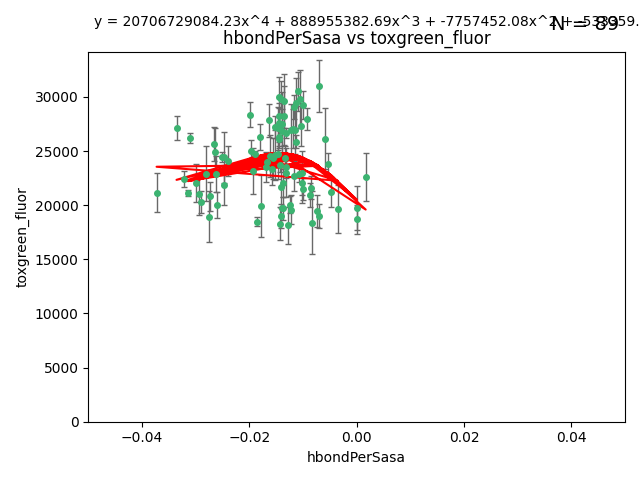 y = 20706729084.23x^4 + 888955382.69x^3 + -7757452.08x^2 +
N = 89
hbondPerSasa vs toxgreen_fluor
toxgreen_fluor
30000
25000
20000
15000
10000
5000
0
−0.04
−0.02
0.00
0.02
0.04
hbondPerSasa